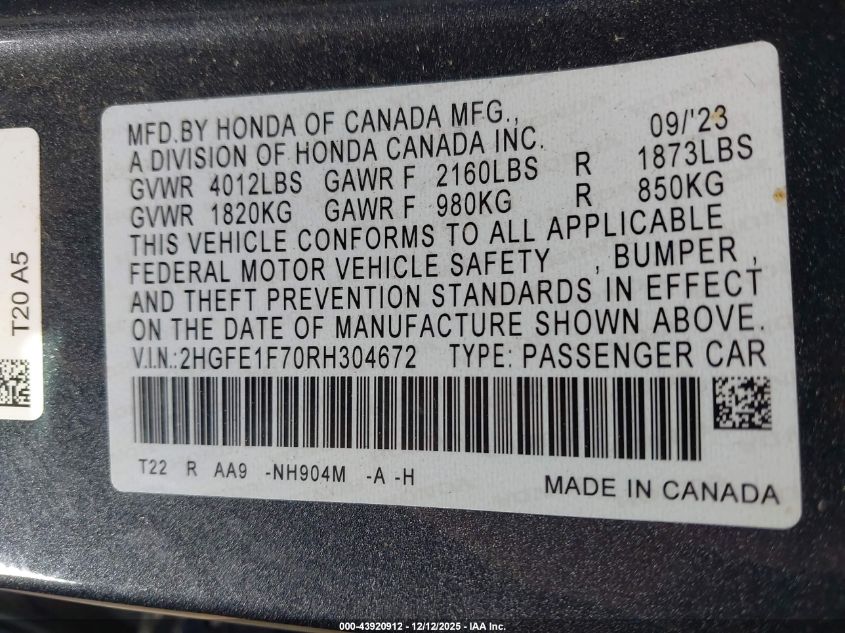 MFD.BY HONDA OF CANADA MFG., 09/'23
A DIVISION OF HONDA CANADA INC.
GVWR 4012LBS GAWR F 2160LBS R 1873LBS
GVWR 1820KG GAWR F 980KG R 850KG
THIS VEHICLE CONFORMS TO ALL APPLICABLE
FEDERAL MOTOR VEHICLE SAFETY , BUMPER ,
AND THEFT PREVENTION STANDARDS IN EFFECT
ON THE DATE OF MANUFACTURE SHOWN ABOVE.
V.I.N.:2HGFE1F70RH304672 TYPE: PASSENGER CAR
T22 R AA9 -NH904M -A -H
MADE IN CANADA
T20 A5
000-43920912 - 12/12/2025 - IAA Inc.